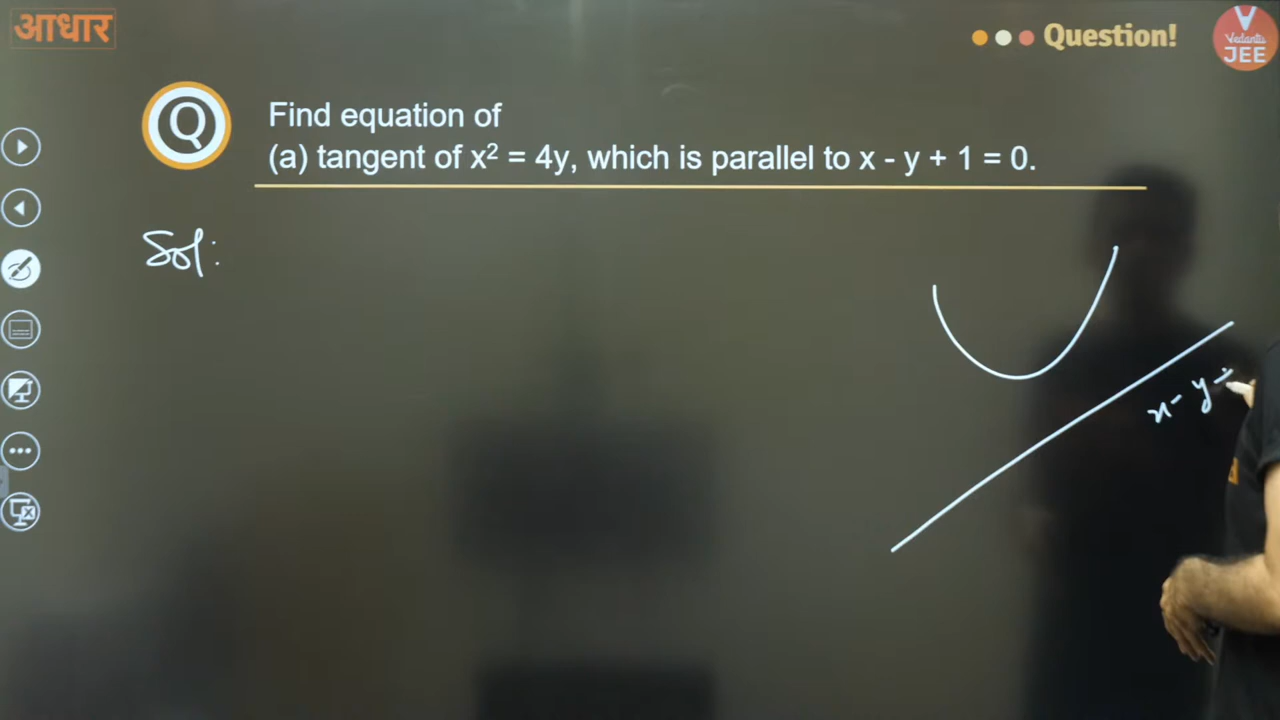 आधार
Question!
Vedantu
JEE
Q
Find equation of
(a) tangent of x² = 4y, which is parallel to x - y + 1 = 0.
Sol:
x - y +